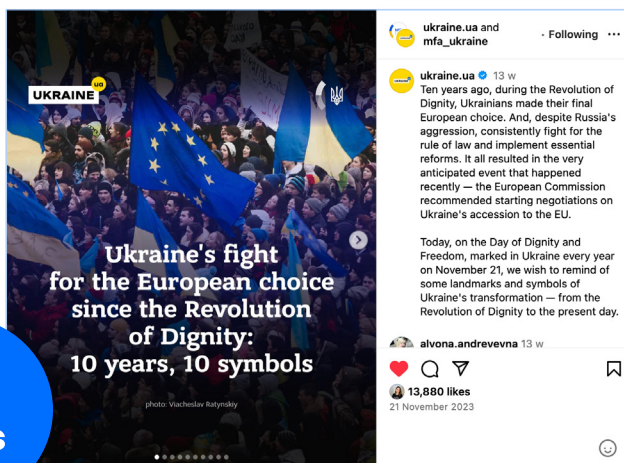 UKRAINE ua
Ukraine's fight
for the European choice
since the Revolution
of Dignity:
10 years, 10 symbols
photo: Viacheslav Ratynskiy
s
ukraine.ua and
mfa_ukraine
· Following ···
ukraine.ua 13 w
Ten years ago, during the Revolution of
Dignity, Ukrainians made their final
European choice. And, despite Russia's
aggression, consistently fight for the
rule of law and implement essential
reforms. It all resulted in the very
anticipated event that happened
recently — the European Commission
recommended starting negotiations on
Ukraine's accession to the EU.
Today, on the Day of Dignity and
Freedom, marked in Ukraine every year
on November 21, we wish to remind of
some landmarks and symbols of
Ukraine's transformation — from the
Revolution of Dignity to the present day.
alyona.andreyevna 13 w
13,880 likes
21 November 2023